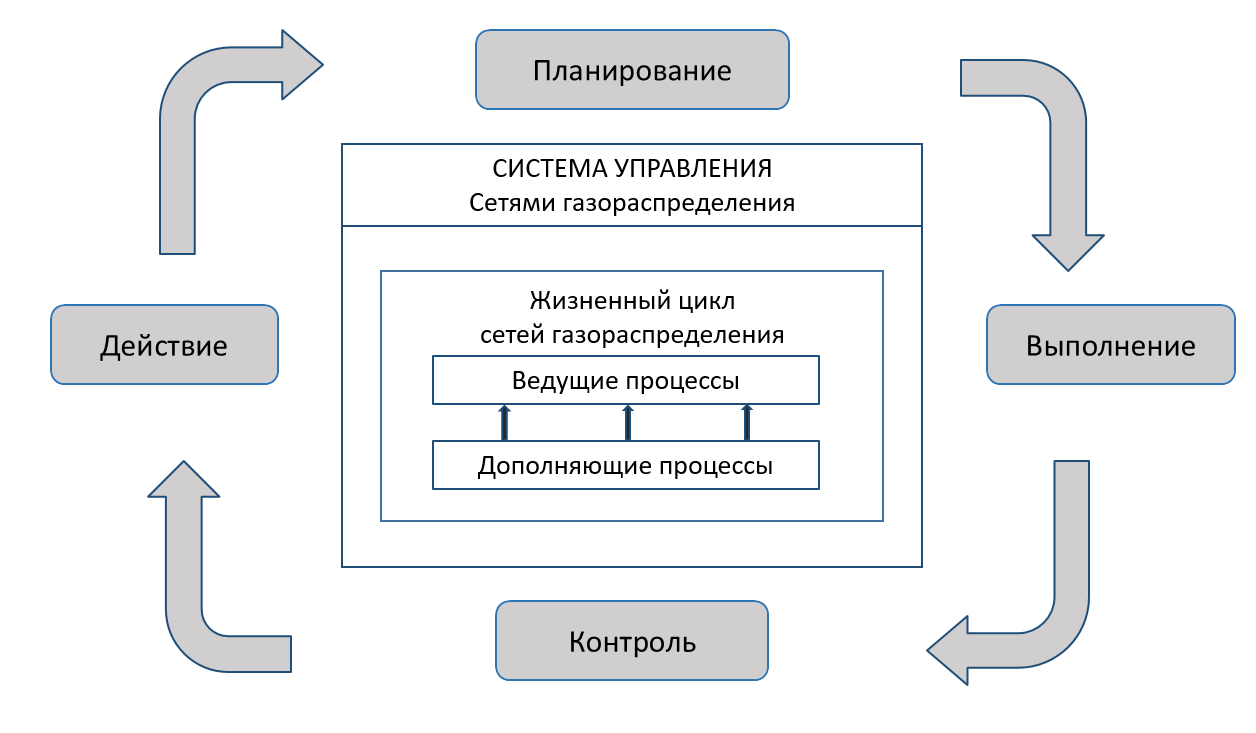 Планирование
СИСТЕМА УПРАВЛЕНИЯ
Сетями газораспределения
Жизненный цикл
сетей газораспределения
Действие
Выполнение
Ведущие процессы
Дополняющие процессы
Контроль